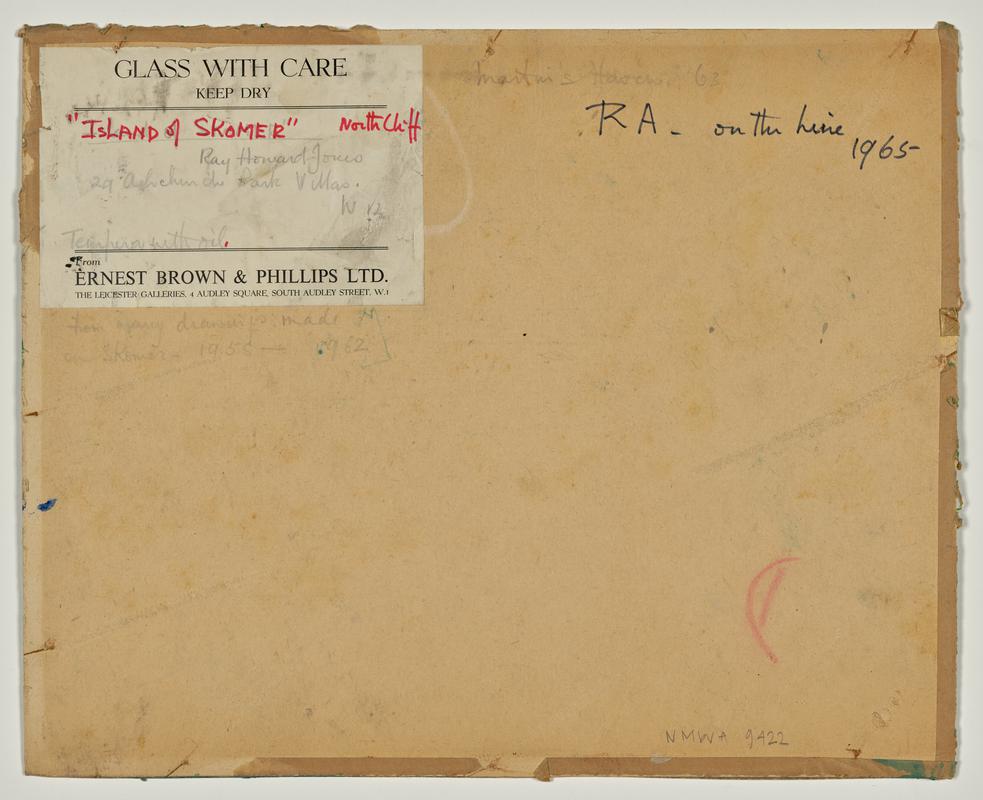 GLASS WITH CARE
KEEP DRY
"ISLAND of SKOMER" North Cliff
Ray Howard-Jones
29 Ashchurch Park Villas.
W 12
Tempera with oil.
From
ERNEST BROWN & PHILLIPS LTD.
THE LEICESTER GALLERIES, 4 AUDLEY SQUARE, SOUTH AUDLEY STREET, W.1
from many drawings made
on Skomer - 1955 - 1962
Martin's Haven. '63
RA - on the Line
1965
NMWA 9422